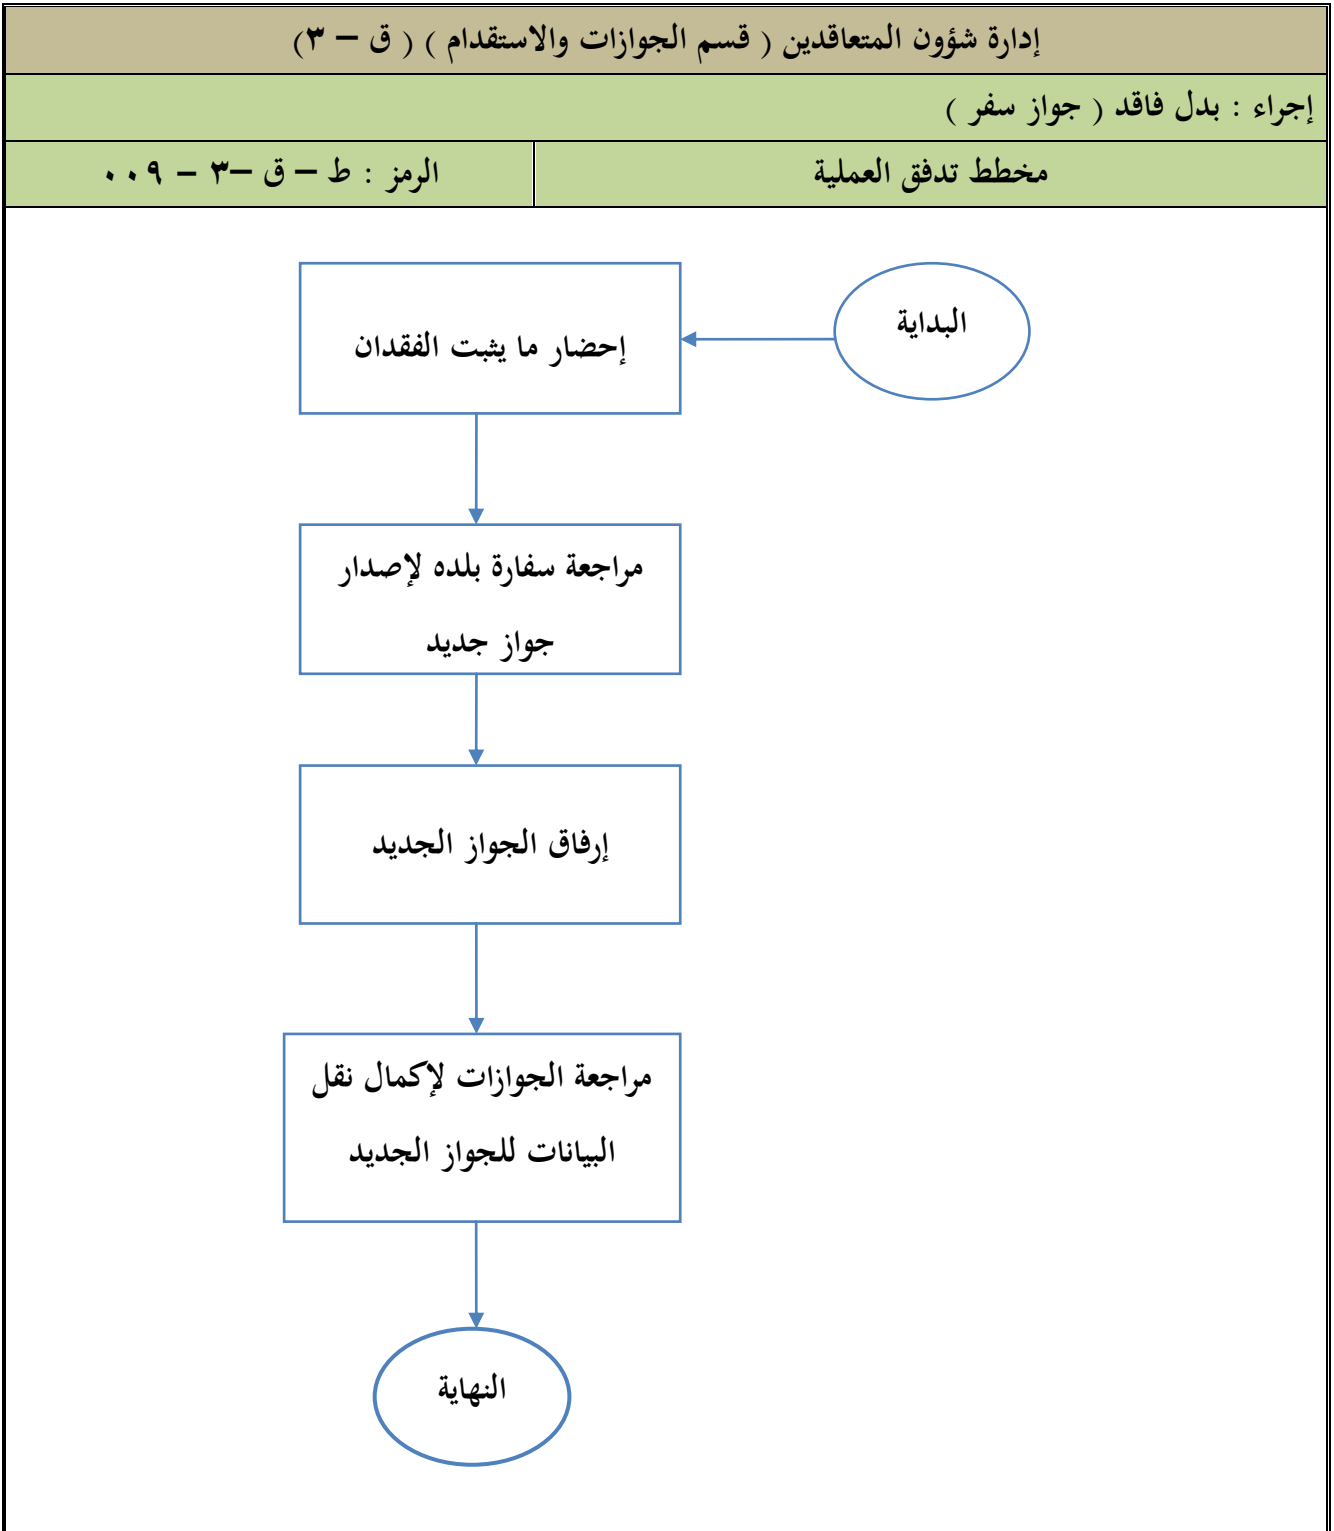 إدارة شؤون المتعاقدين ( قسم الجوازات والاستقدام ) ( ق – ٣)
إجراء : بدل فاقد ( جواز سفر )
مخطط تدفق العملية
الرمز : ط – ق –٣ – ٠٠٩
البداية
إحضار ما يثبت الفقدان
مراجعة سفارة بلده لإصدار
جواز جديد
إرفاق الجواز الجديد
مراجعة الجوازات لإكمال نقل
البيانات للجواز الجديد
النهاية